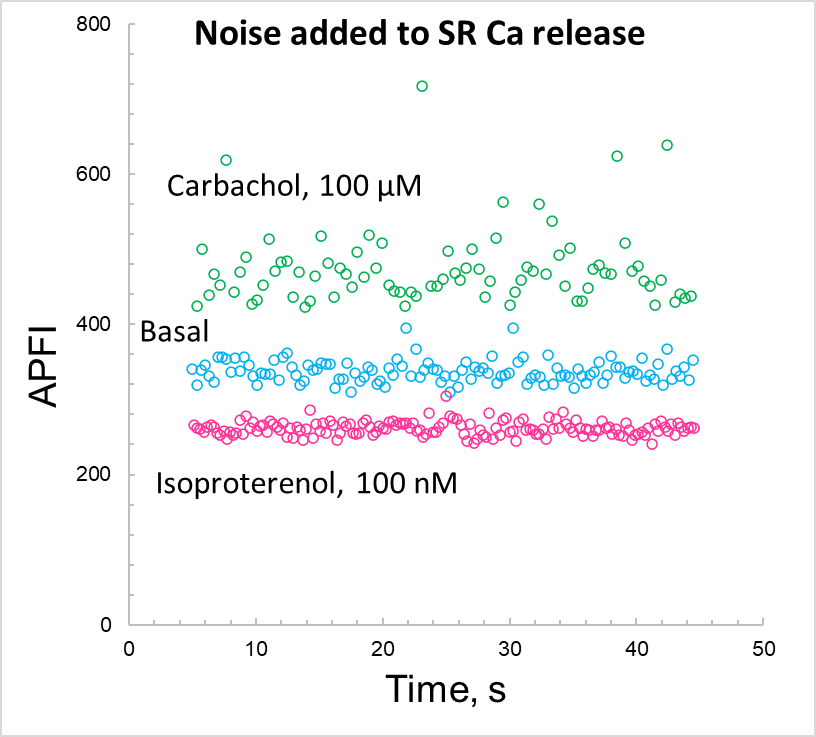 Noise added to SR Ca release
800
600
400
200
0
Carbachol, 100 µM
Basal
Isoproterenol, 100 nM
APFI
0 10 20 30 40 50
Time, s